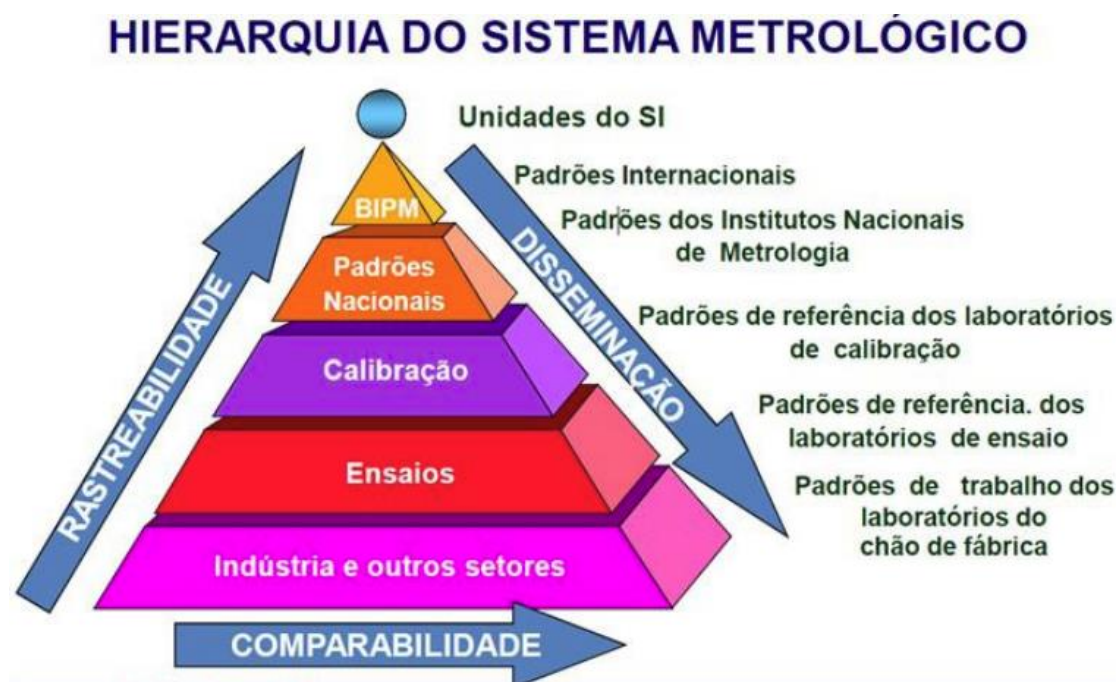 HIERARQUIA DO SISTEMA METROLÓGICO
Unidades do SI
Padrões Internacionais
BIPM
Padrões dos Institutos Nacionais
de Metrologia
Padrões
Nacionais
Padrões de referência dos laboratórios
de calibração
Calibração
Padrões de referência. dos
laboratórios de ensaio
Ensaios
Padrões de trabalho dos
laboratórios do
chão de fábrica
Indústria e outros setores
RASTREABILIDADE
DISSEMINAÇÃO
COMPARABILIDADE